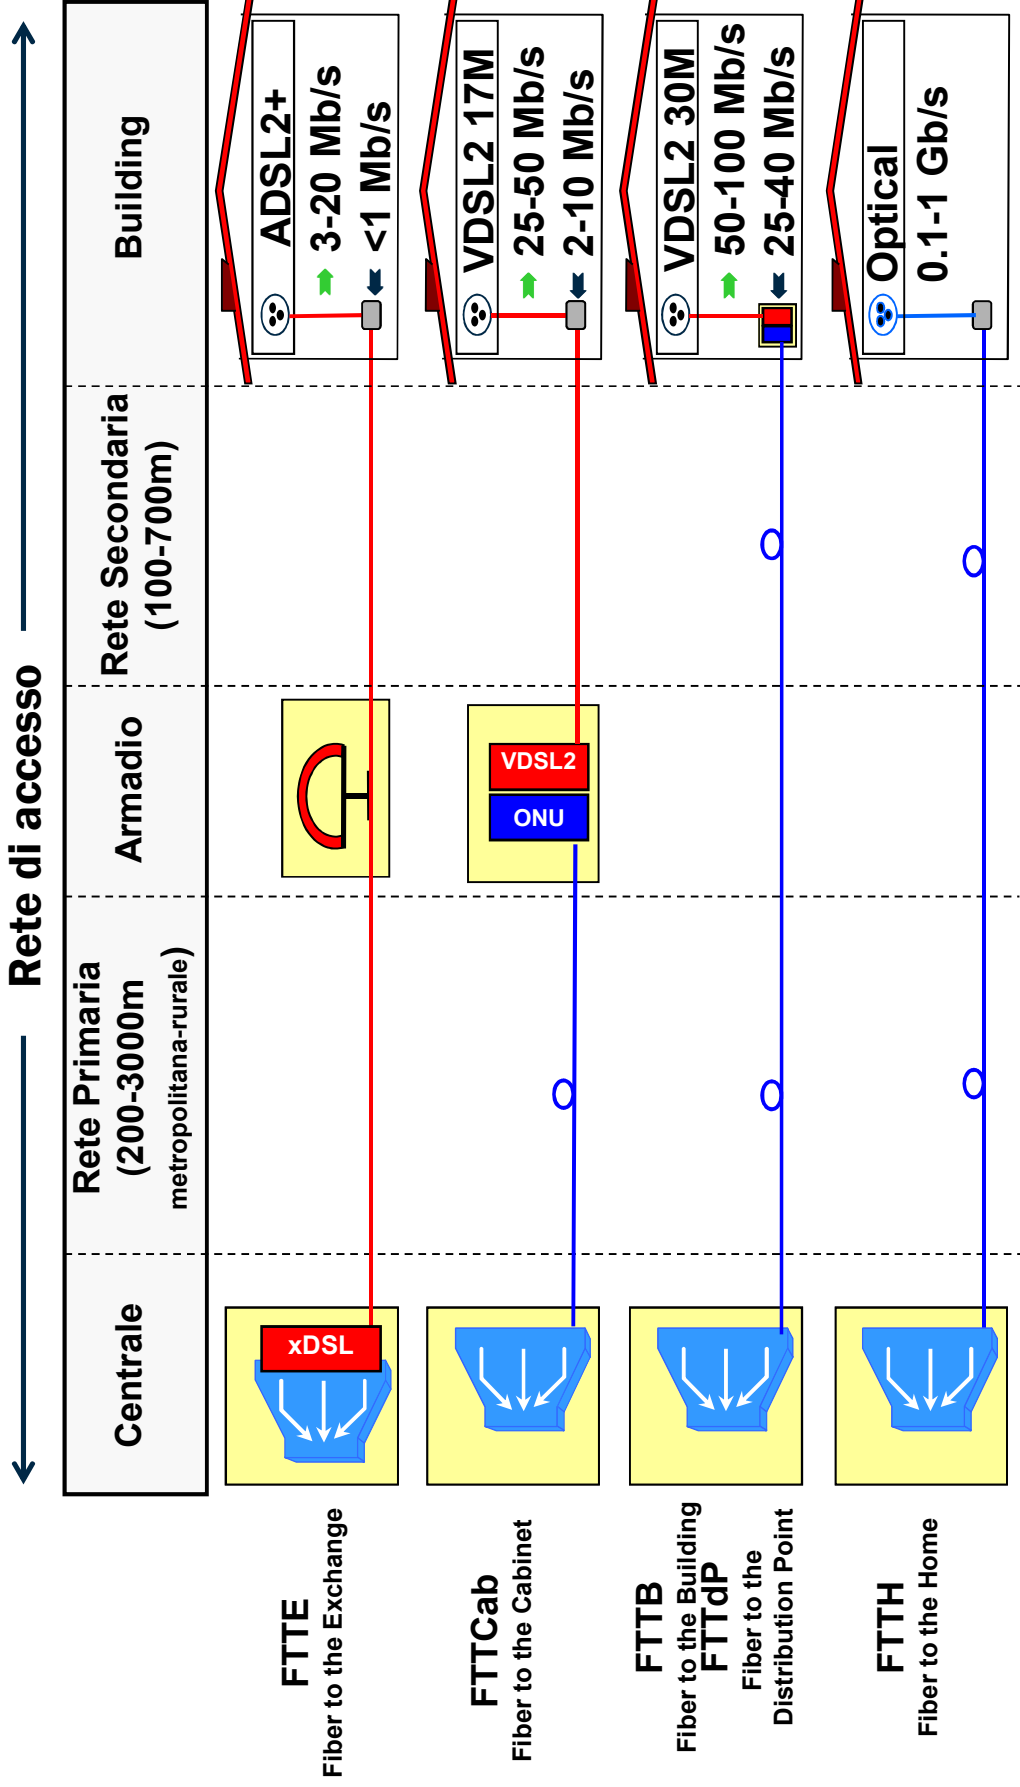 Rete di accesso
Centrale
Rete Primaria
(200-3000m
metropolitana-rurale)
Armadio
Rete Secondaria
(100-700m)
Building
FTTE
Fiber to the Exchange
xDSL
ADSL2+
3-20 Mb/s
<1 Mb/s
FTTCab
Fiber to the Cabinet
ONU
VDSL2
VDSL2 17M
25-50 Mb/s
2-10 Mb/s
FTTB
Fiber to the Building
FTTdP
Fiber to the
Distribution Point
VDSL2 30M
50-100 Mb/s
25-40 Mb/s
FTTH
Fiber to the Home
Optical
0.1-1 Gb/s